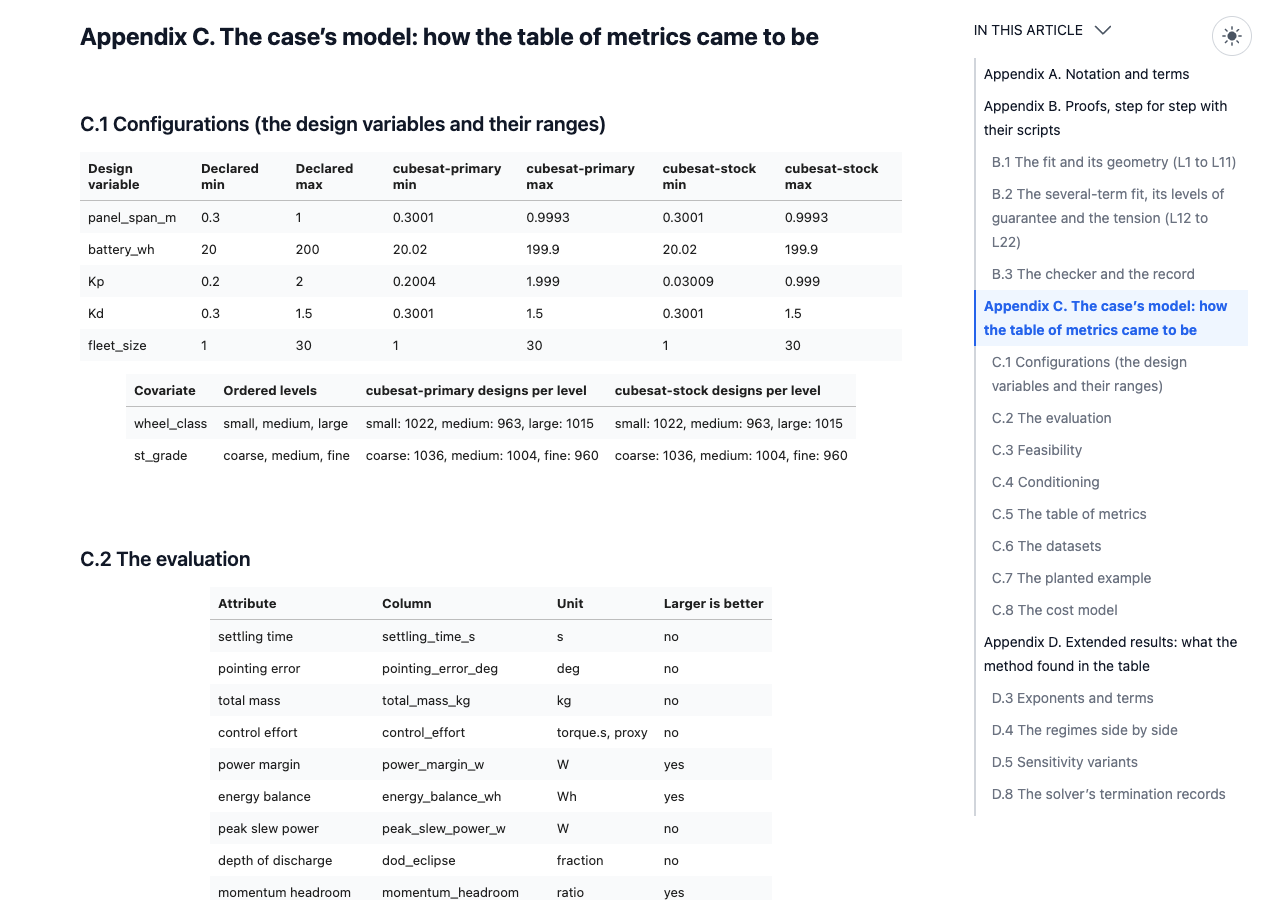 Appendix C. The case’s model: how the table of metrics came to be
C.1 Configurations (the design variables and their ranges)
Design variable Declared min Declared max cubesat-primary min cubesat-primary max cubesat-stock min cubesat-stock max
panel_span_m 0.3 1 0.3001 0.9993 0.3001 0.9993
battery_wh 20 200 20.02 199.9 20.02 199.9
Kp 0.2 2 0.2004 1.999 0.03009 0.999
Kd 0.3 1.5 0.3001 1.5 0.3001 1.5
fleet_size 1 30 1 30 1 30
Covariate Ordered levels cubesat-primary designs per level cubesat-stock designs per level
wheel_class small, medium, large small: 1022, medium: 963, large: 1015 small: 1022, medium: 963, large: 1015
st_grade coarse, medium, fine coarse: 1036, medium: 1004, fine: 960 coarse: 1036, medium: 1004, fine: 960
C.2 The evaluation
Attribute Column Unit Larger is better
settling time settling_time_s s no
pointing error pointing_error_deg deg no
total mass total_mass_kg kg no
control effort control_effort torque.s, proxy no
power margin power_margin_w W yes
energy balance energy_balance_wh Wh yes
peak slew power peak_slew_power_w W no
depth of discharge dod_eclipse fraction no
momentum headroom momentum_headroom ratio yes
IN THIS ARTICLE
Appendix A. Notation and terms
Appendix B. Proofs, step for step with
their scripts
B.1 The fit and its geometry (L1 to L11)
B.2 The several-term fit, its levels of
guarantee and the tension (L12 to
L22)
B.3 The checker and the record
Appendix C. The case’s model: how
the table of metrics came to be
C.1 Configurations (the design
variables and their ranges)
C.2 The evaluation
C.3 Feasibility
C.4 Conditioning
C.5 The table of metrics
C.6 The datasets
C.7 The planted example
C.8 The cost model
Appendix D. Extended results: what the
method found in the table
D.3 Exponents and terms
D.4 The regimes side by side
D.5 Sensitivity variants
D.8 The solver’s termination records